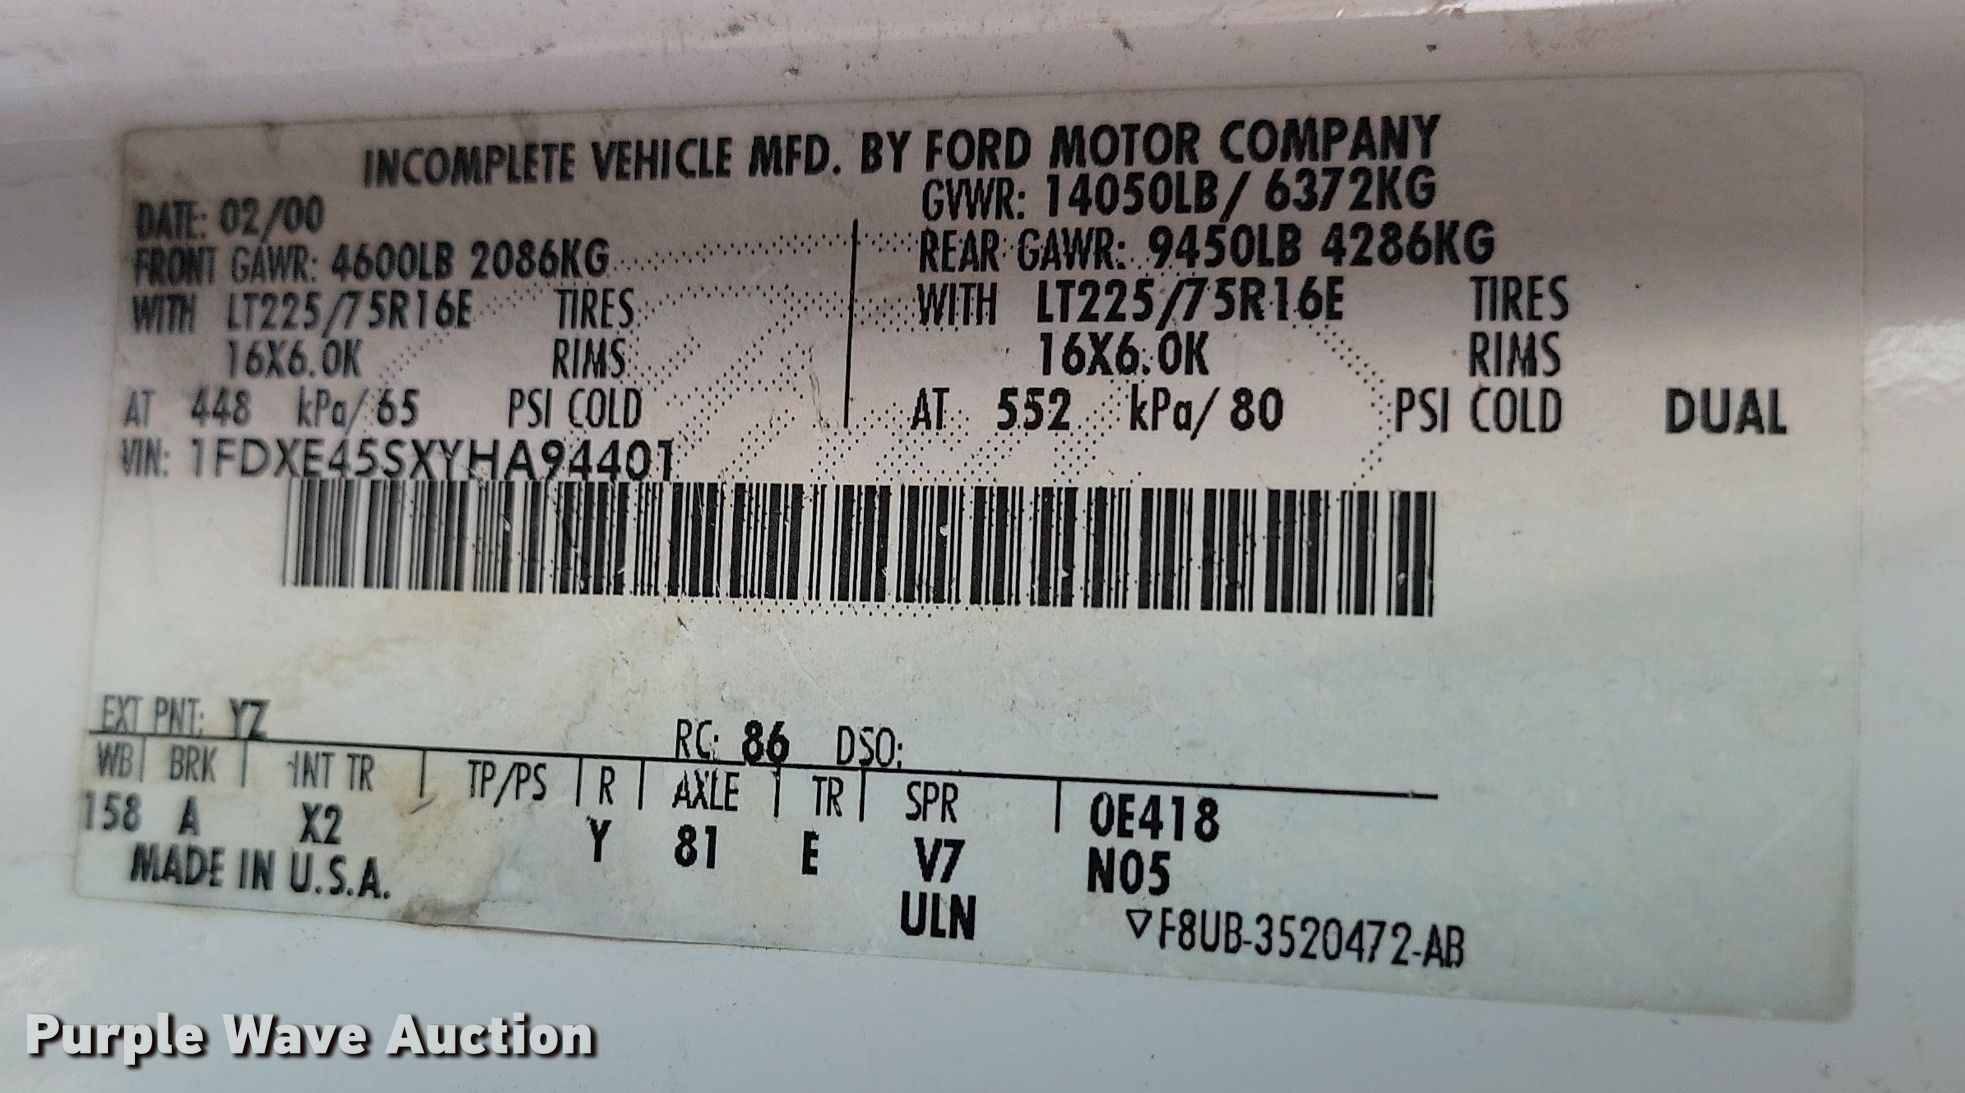 INCOMPLETE VEHICLE MFD. BY FORD MOTOR COMPANY
DATE: 02/00 GVWR: 14050LB/ 6372KG
FRONT GAWR: 4600LB 2086KG REAR GAWR: 9450LB 4286KG
WITH LT225/75R16E TIRES WITH LT225/75R16E TIRES
16X6.0K RIMS 16X6.0K RIMS
AT 448 kPa/ 65 PSI COLD AT 552 kPa/ 80 PSI COLD DUAL
VIN: 1FDXE45SXYHA94401
EXT PNT: YZ RC: 86 DSO:
WB BRK INT TR TP/PS R AXLE TR SPR OE418
158 A X2 Y 81 E V7 N05
MADE IN U.S.A. ULN
▽F8UB-3520472-AB
Purple Wave Auction